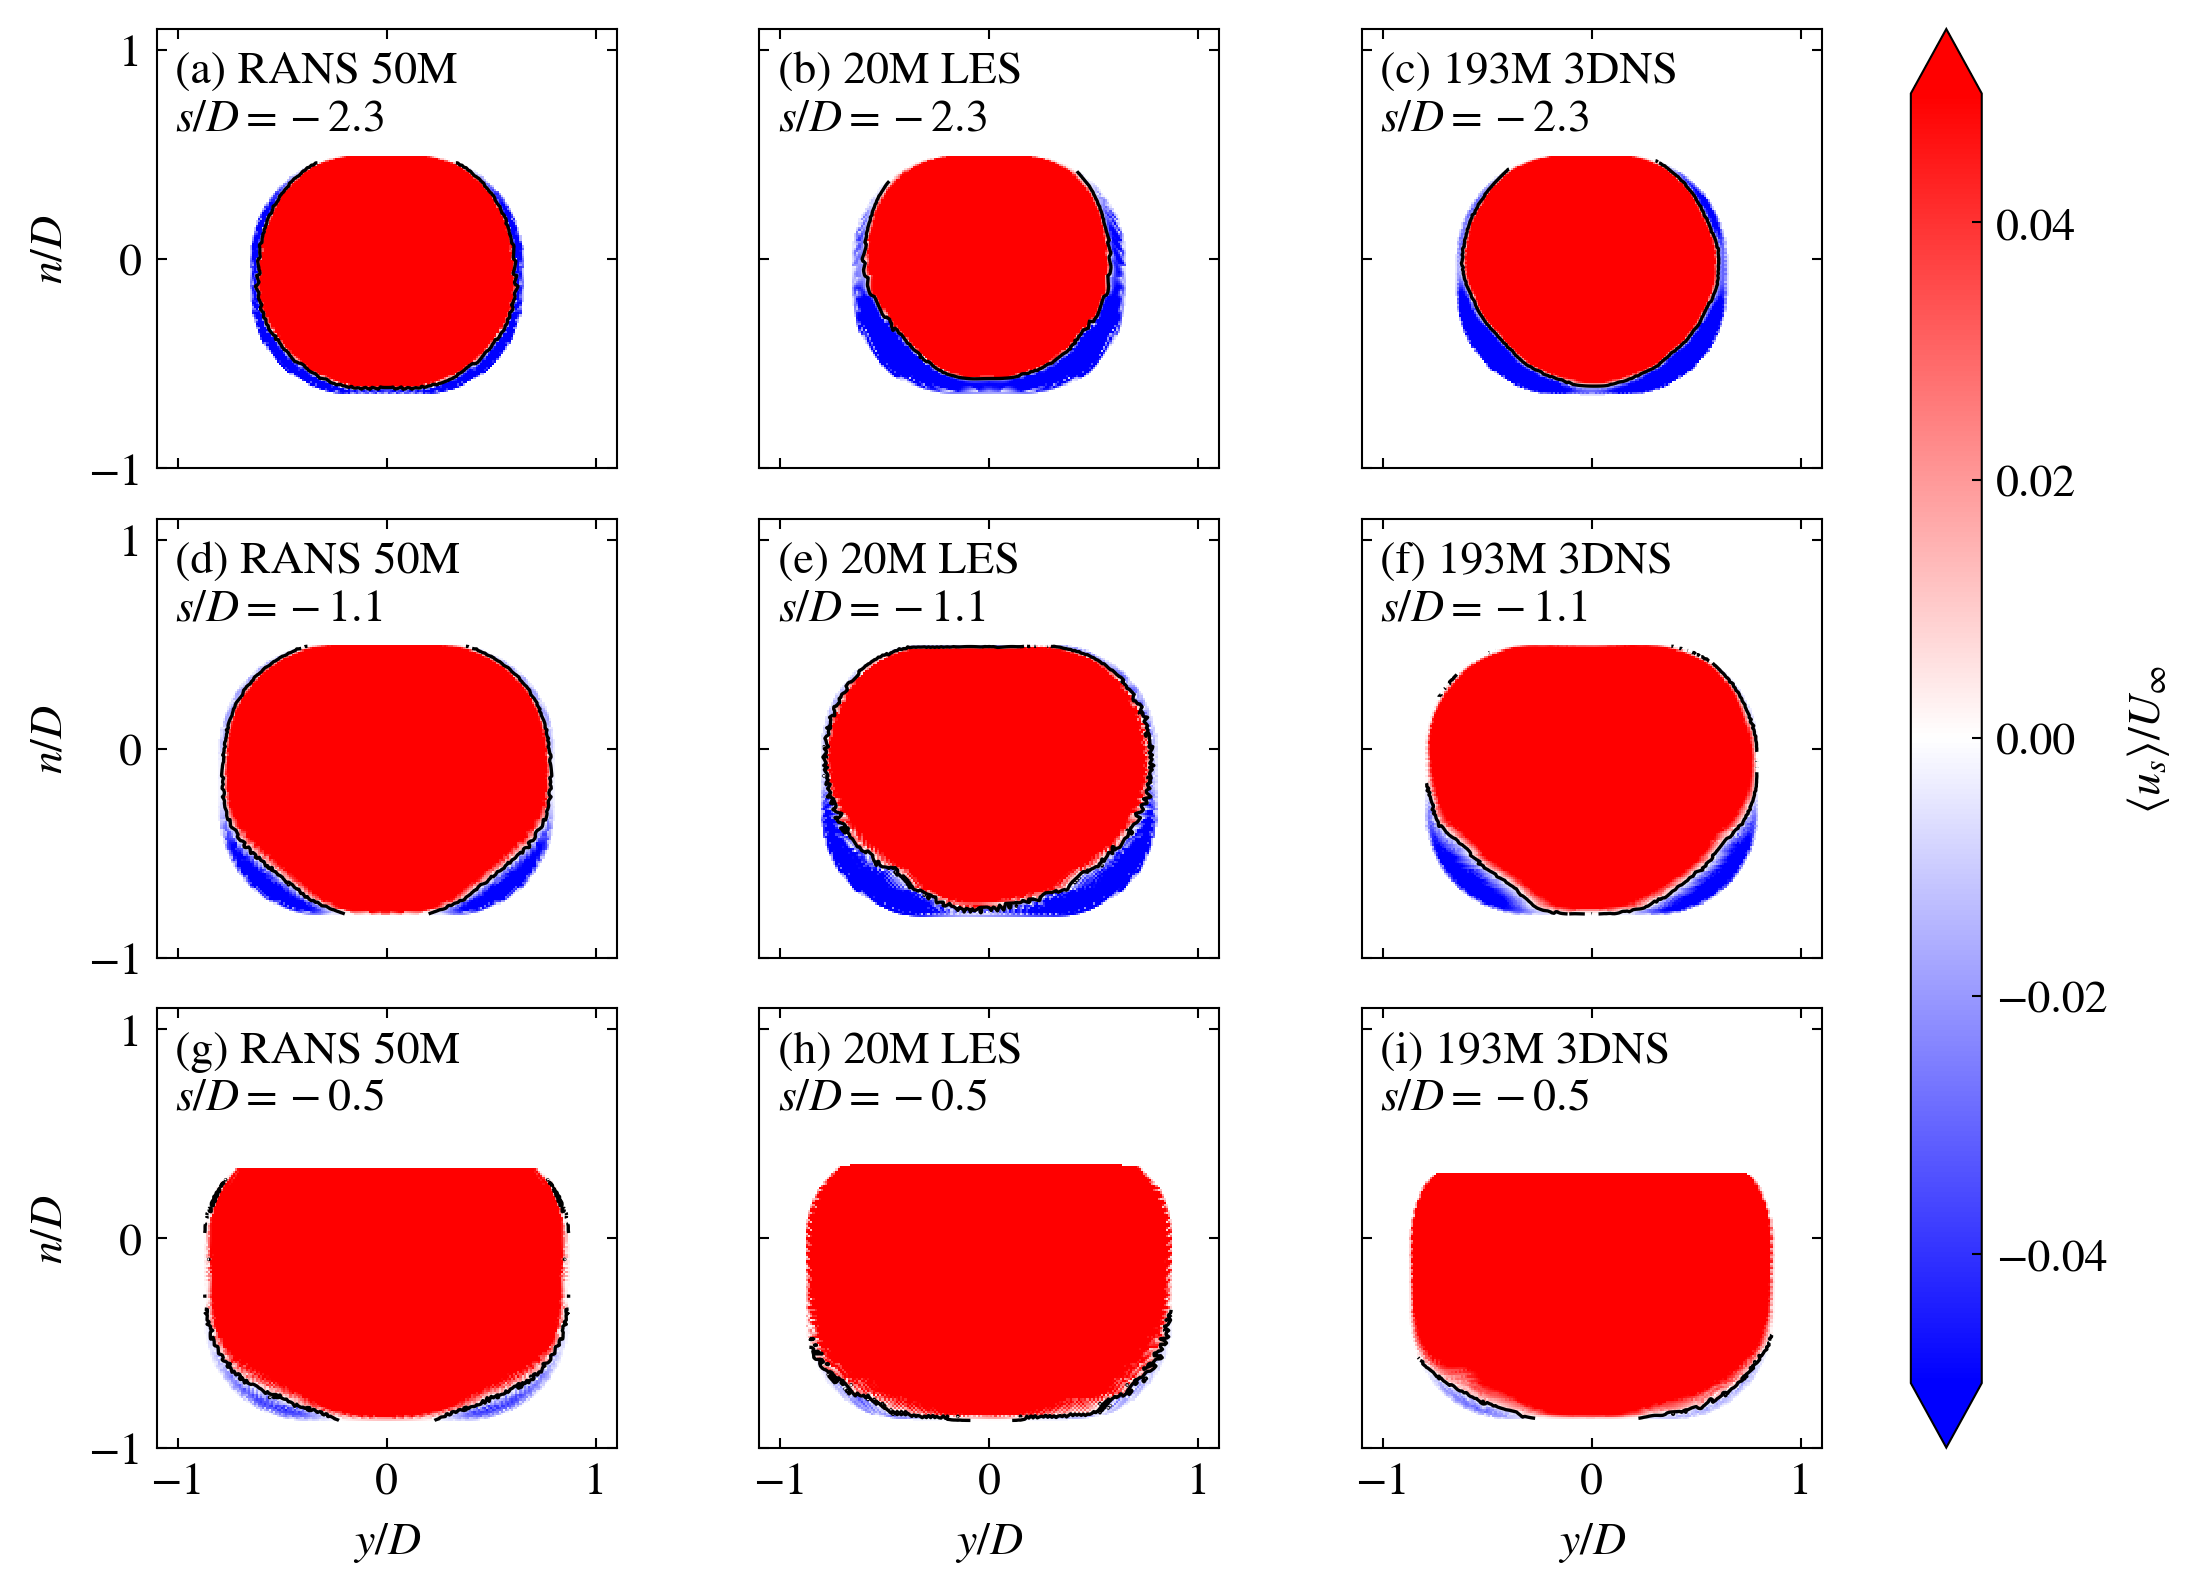 (a) RANS 50M
s/D = −2.3
(b) 20M LES
s/D = −2.3
(c) 193M 3DNS
s/D = −2.3
1
0
−1
n/D
(d) RANS 50M
s/D = −1.1
(e) 20M LES
s/D = −1.1
(f) 193M 3DNS
s/D = −1.1
1
0
−1
n/D
(g) RANS 50M
s/D = −0.5
(h) 20M LES
s/D = −0.5
(i) 193M 3DNS
s/D = −0.5
1
0
−1
n/D
−1 0 1
−1 0 1
−1 0 1
y/D
y/D
y/D
0.04
0.02
0.00
−0.02
−0.04
⟨u_s⟩/U_∞